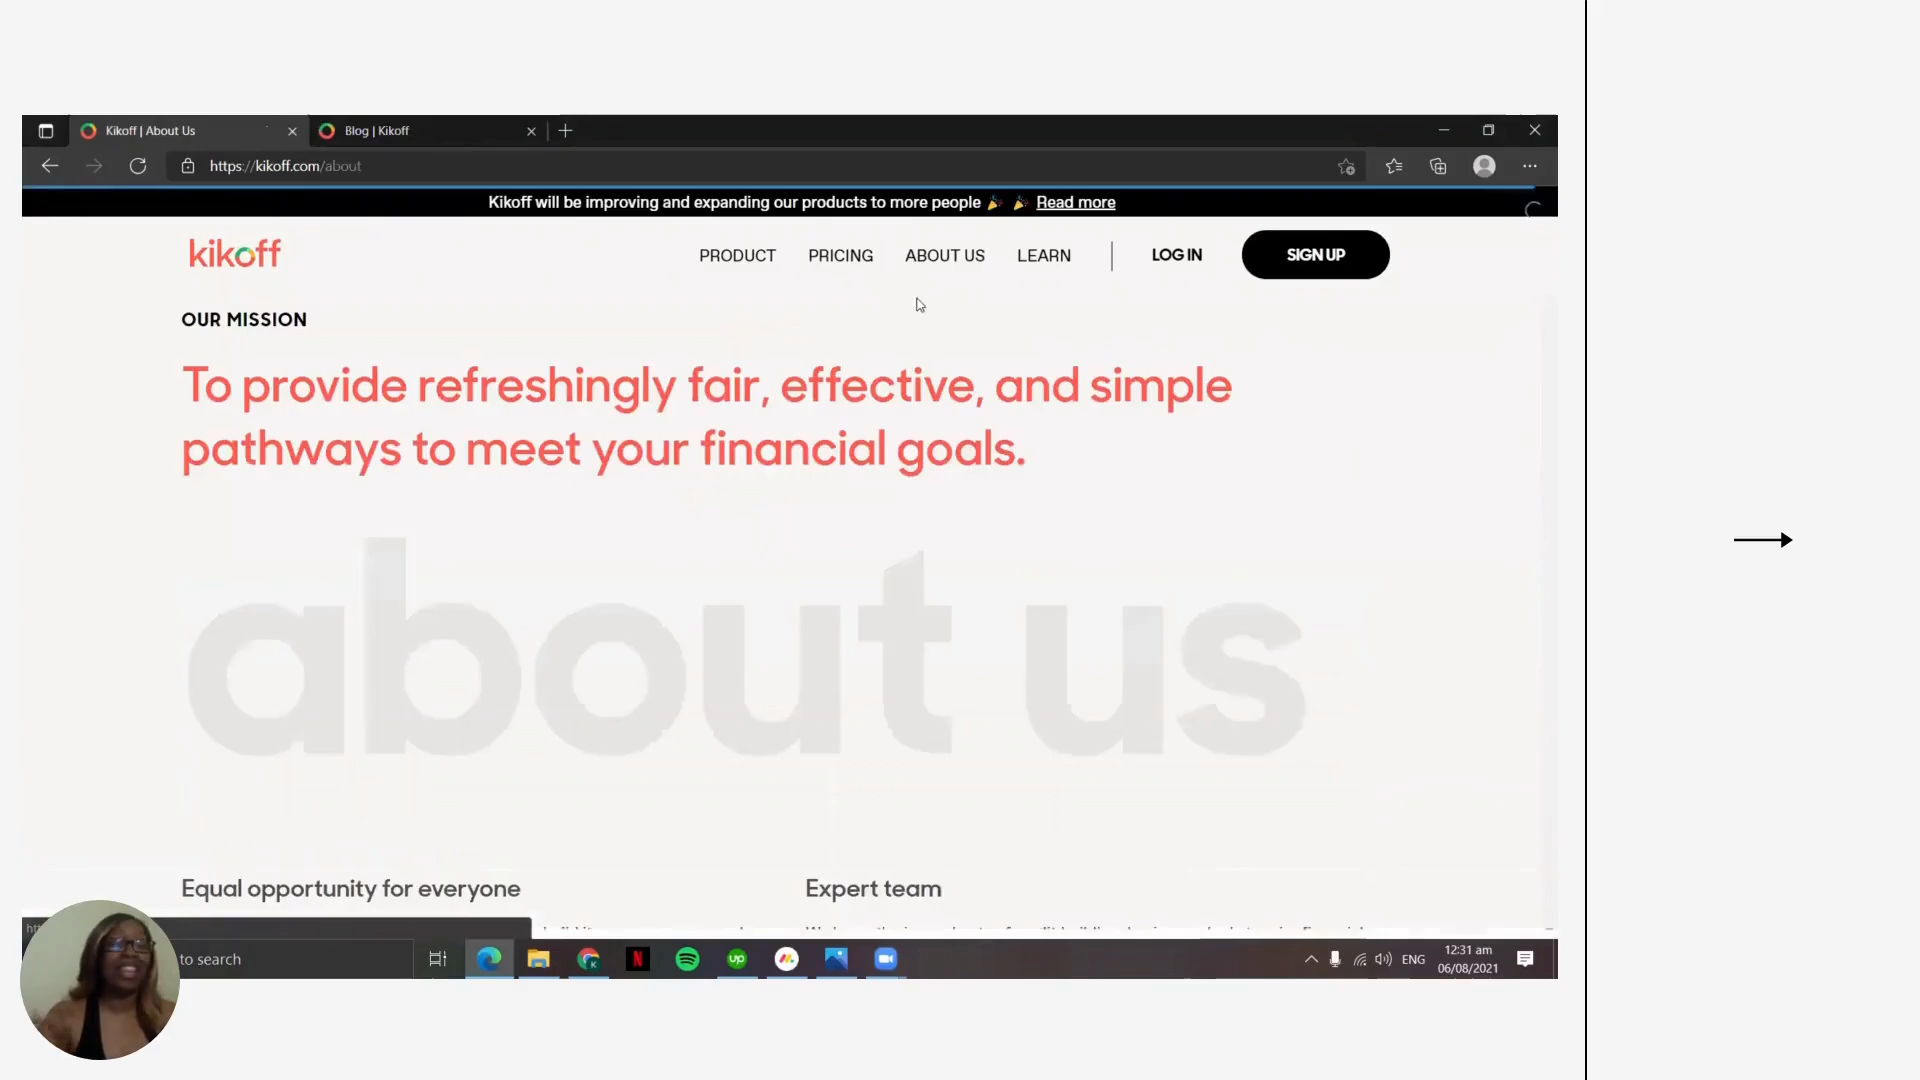 Kikoff | About Us
Blog | Kikoff
https://kikoff.com/about
Kikoff will be improving and expanding our products to more people 🎉 🎉 Read more
kikoff
PRODUCT PRICING ABOUT US LEARN LOG IN SIGN UP
OUR MISSION
To provide refreshingly fair, effective, and simple
pathways to meet your financial goals.
about us
Equal opportunity for everyone
Expert team
to search
N
up
ENG
12:31 am
06/08/2021